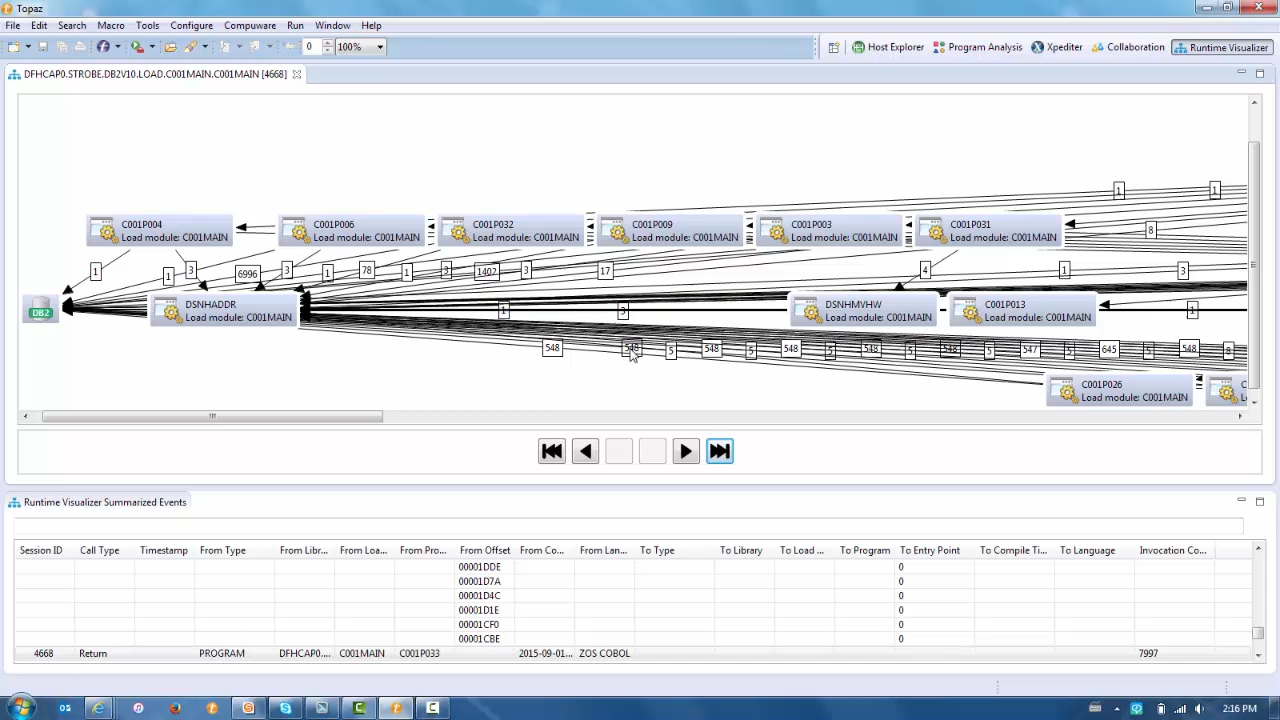 Topaz
File Edit Search Macro Tools Configure Compuware Run Window Help
0 100% Host Explorer Program Analysis Xpediter Collaboration Runtime Visualizer
DFHCAP0.STROBE.DB2V10.LOAD.C001MAIN.C001MAIN [4668]
1 1
C001P004 C001P006 C001P032 C001P009 C001P003 C001P031
Load module: C001MAIN Load module: C001MAIN Load module: C001MAIN Load module: C001MAIN Load module: C001MAIN Load module: C001MAIN
8
1 1 3 6996 3 1 78 1 3 1402 3 17 4 1 3
DSNHADDR DSNHMVHW C001P013
DB2 Load module: C001MAIN Load module: C001MAIN Load module: C001MAIN
1 3 1
548 548 5 548 5 548 5 548 5 548 5 547 5 645 5 548 8
C001P026
Load module: C001MAIN
Runtime Visualizer Summarized Events
Session ID Call Type Timestamp From Type From Libr... From Loa... From Pro... From Offset From Co... From Lan... To Type To Library To Load ... To Program To Entry Point To Compile Ti... To Language Invocation Co...
00001DDE 0
00001D7A 0
00001D4C 0
00001D1E 0
00001CF0 0
00001CBE 0
4668 Return PROGRAM DFHCAP0.... C001MAIN C001P033 2015-09-01... ZOS COBOL 7997
2:16 PM